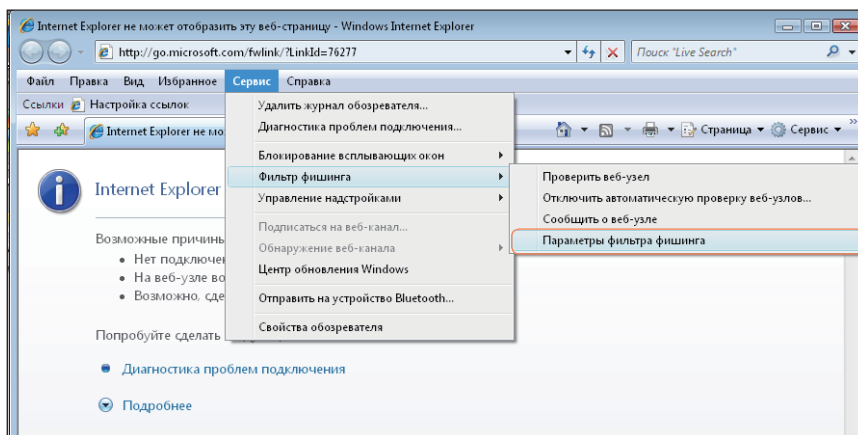 Internet Explorer не может отобразить эту веб-страницу - Windows Internet Explorer
http://go.microsoft.com/fwlink/?LinkId=76277
Поиск "Live Search"
Файл Правка Вид Избранное Сервис Справка
Ссылки Настройка ссылок
Internet Explorer не мо
Страница Сервис »
Удалить журнал обозревателя...
Диагностика проблем подключения...
Блокирование всплывающих окон
Фильтр фишинга
Управление надстройками
Подписаться на веб-канал...
Обнаружение веб-канала
Центр обновления Windows
Отправить на устройство Bluetooth...
Свойства обозревателя
Проверить веб-узел
Отключить автоматическую проверку веб-узлов...
Сообщить о веб-узле
Параметры фильтра фишинга
Internet Explorer
Возможные причины
• Нет подключе
• На веб-узле во
• Возможно, сде
Попробуйте сделать
Диагностика проблем подключения
Подробнее